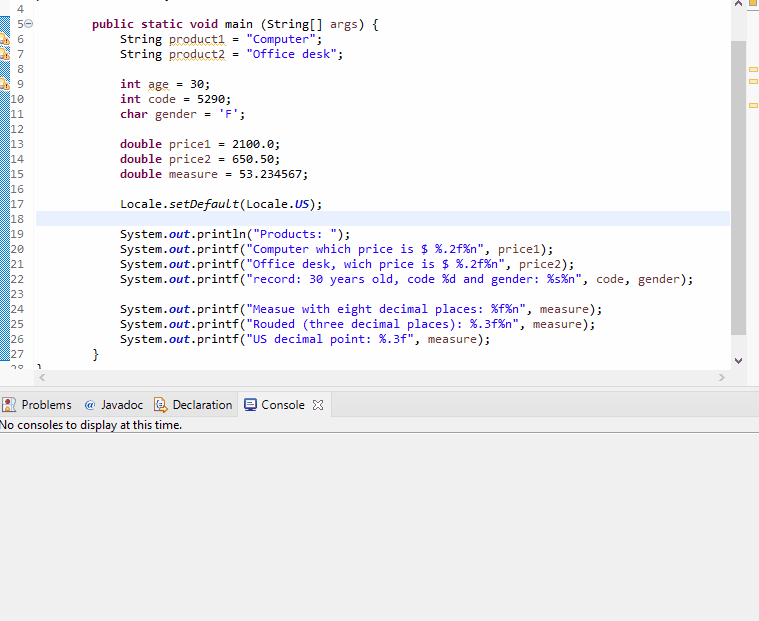 4
5 public static void main (String[] args) {
6 String product1 = "Computer";
7 String product2 = "Office desk";
8
9 int age = 30;
10 int code = 5290;
11 char gender = 'F';
12
13 double price1 = 2100.0;
14 double price2 = 650.50;
15 double measure = 53.234567;
16
17 Locale.setDefault(Locale.US);
18
19 System.out.println("Products: ");
20 System.out.printf("Computer which price is $ %.2f%n", price1);
21 System.out.printf("Office desk, wich price is $ %.2f%n", price2);
22 System.out.printf("record: 30 years old, code %d and gender: %s%n", code, gender);
23
24 System.out.printf("Measue with eight decimal places: %f%n", measure);
25 System.out.printf("Rouded (three decimal places): %.3f%n", measure);
26 System.out.printf("US decimal point: %.3f", measure);
27 }
28 }
Problems @ Javadoc Declaration Console
No consoles to display at this time.